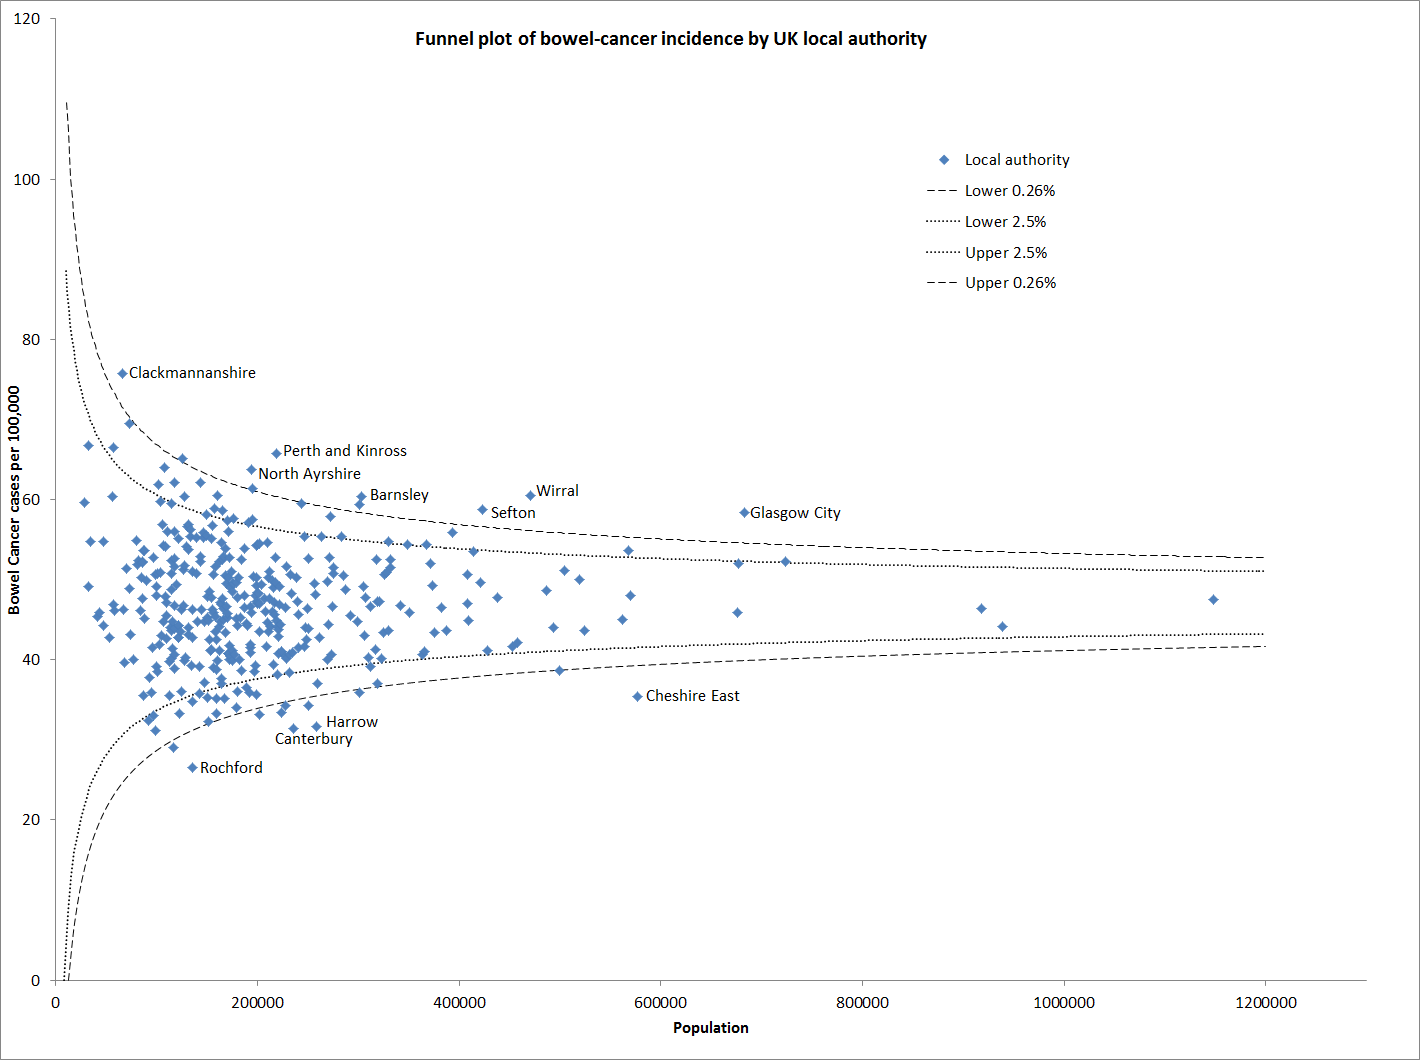 Funnel plot of bowel-cancer incidence by UK local authority
120
100
80
60
40
20
0
Bowel Cancer cases per 100,000
Local authority
Lower 0.26%
Lower 2.5%
Upper 2.5%
Upper 0.26%
Clackmannanshire
Perth and Kinross
North Ayrshire
Barnsley
Wirral
Sefton
Glasgow City
Cheshire East
Harrow
Canterbury
Rochford
0 200000 400000 600000 800000 1000000 1200000
Population